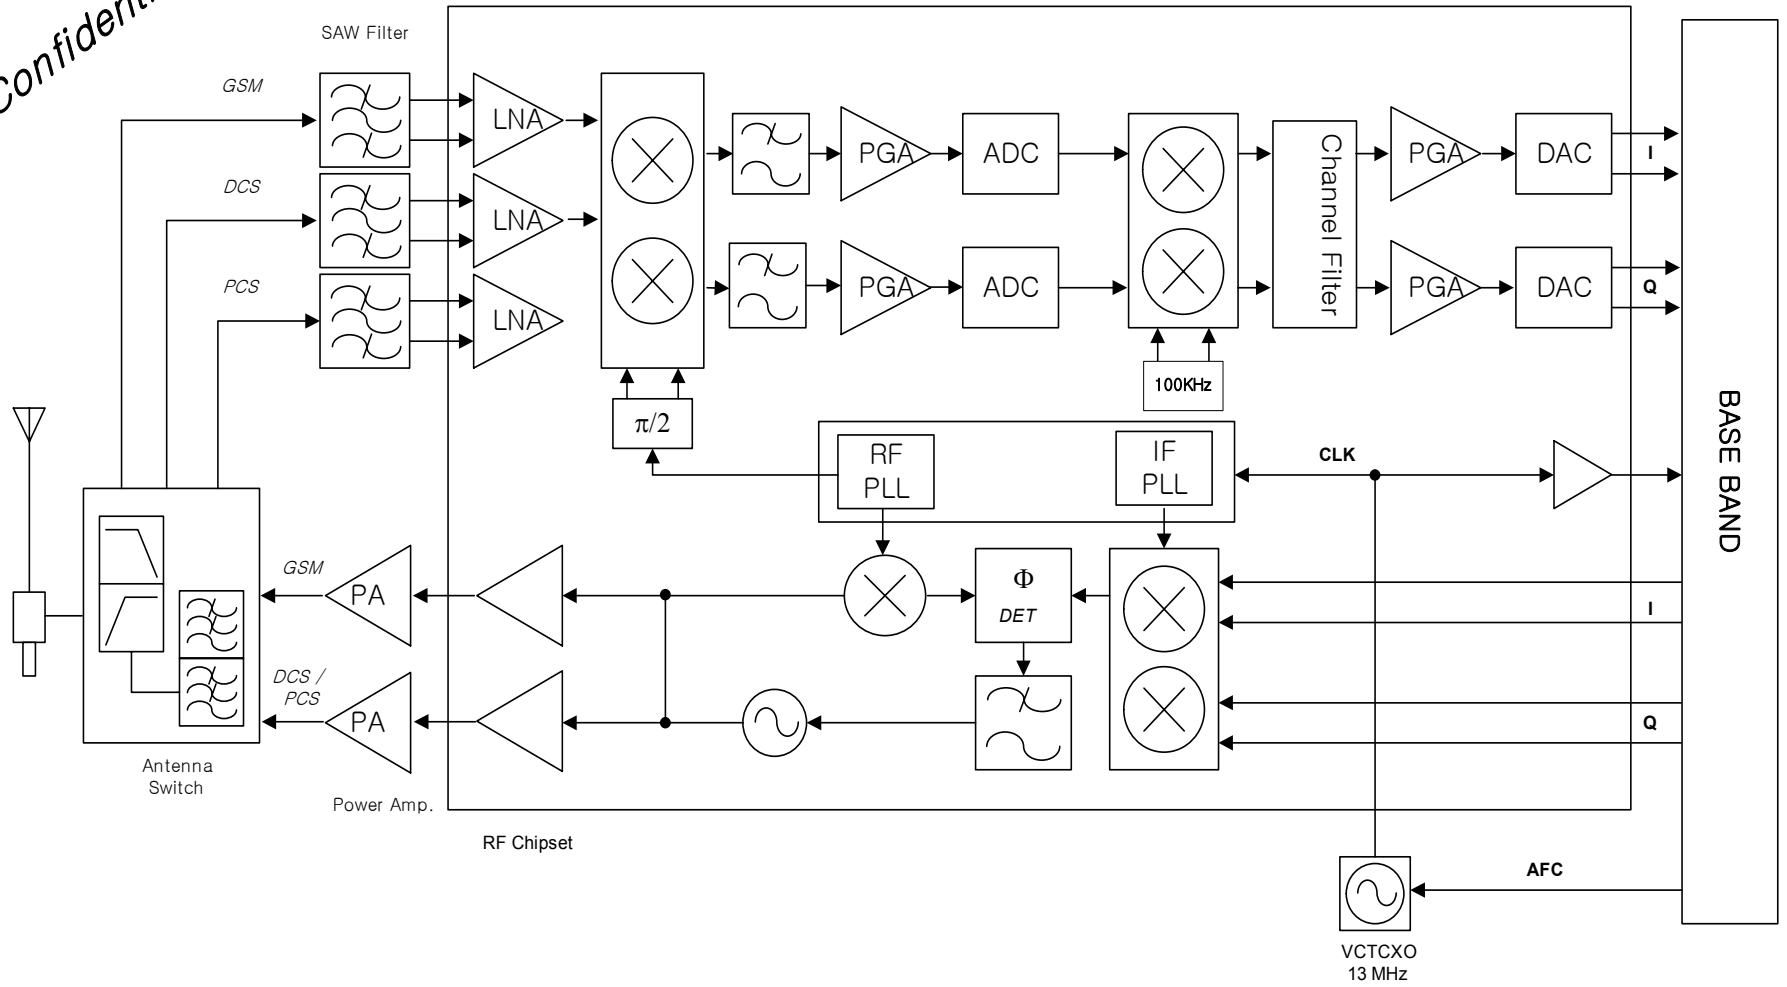 Confidenti
SAW Filter
GSM
LNA
DCS
LNA
PCS
LNA
PGA
ADC
PGA
DAC
I
PGA
ADC
Channel Filter
PGA
DAC
Q
100KHz
π/2
RF
PLL
IF
PLL
CLK
BASE BAND
GSM
PA
Φ
DET
I
DCS /
PCS
PA
Q
Antenna
Switch
Power Amp.
RF Chipset
AFC
VCTCXO
13 MHz